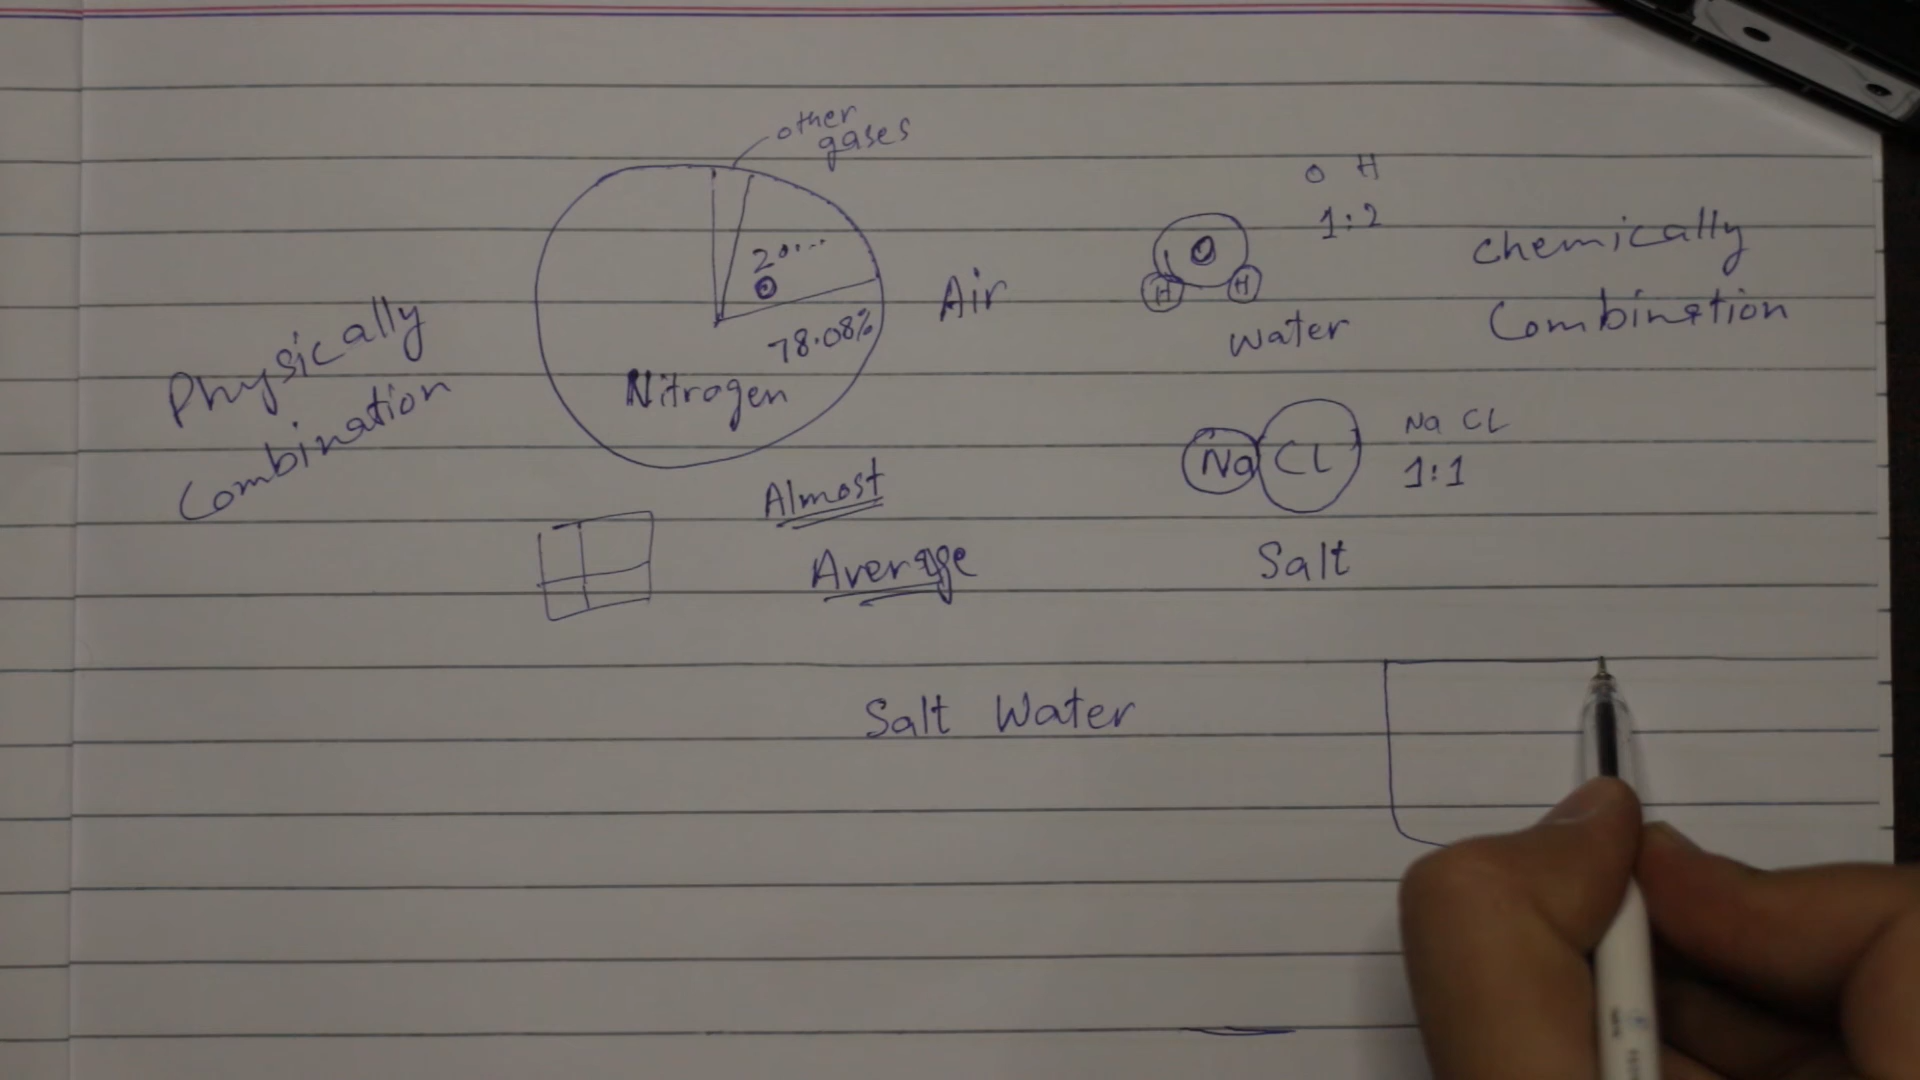 other
gases
20...
O
78.08%
Nitrogen
Air
Physically
Combination
Almost
Average
O H
1:2
O
H H
Water
Chemically
Combination
Na Cl
Na CL
1:1
Salt
Salt Water